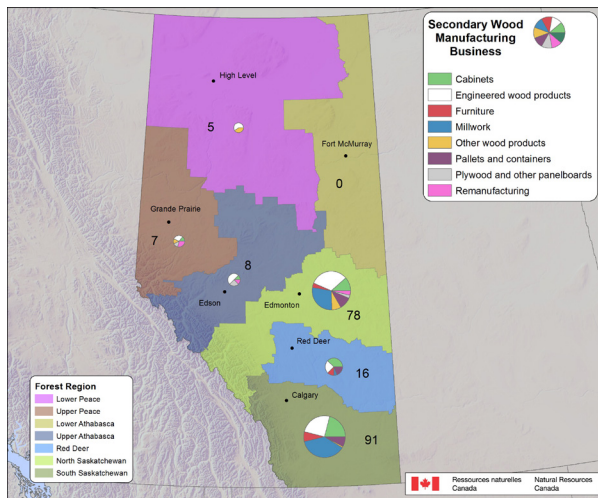 Secondary Wood
Manufacturing
Business
Cabinets
Engineered wood products
Furniture
Millwork
Other wood products
Pallets and containers
Plywood and other panelboards
Remanufacturing
High Level
5
Fort McMurray
0
Grande Prairie
7
8
Edson
Edmonton
78
Red Deer
16
Calgary
91
Forest Region
Lower Peace
Upper Peace
Lower Athabasca
Upper Athabasca
Red Deer
North Saskatchewan
South Saskatchewan
Ressources naturelles
Canada
Natural Resources
Canada